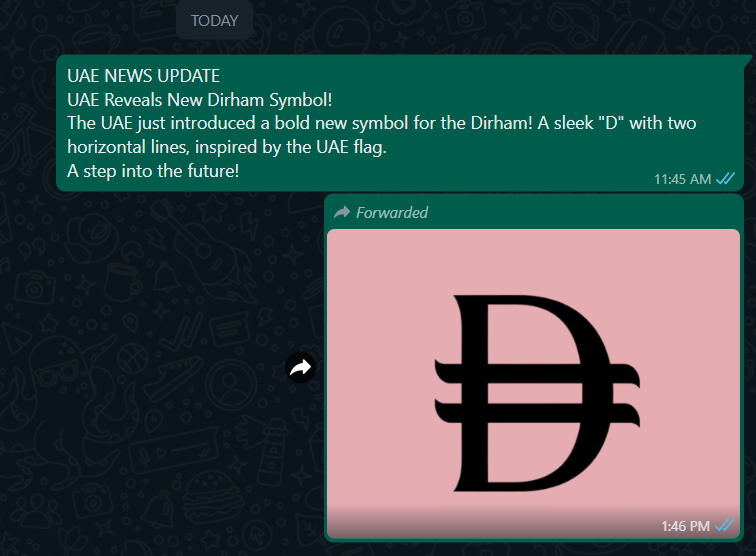 TODAY
UAE NEWS UPDATE
UAE Reveals New Dirham Symbol!
The UAE just introduced a bold new symbol for the Dirham! A sleek "D" with two
horizontal lines, inspired by the UAE flag.
A step into the future!
11:45 AM
Forwarded
1:46 PM